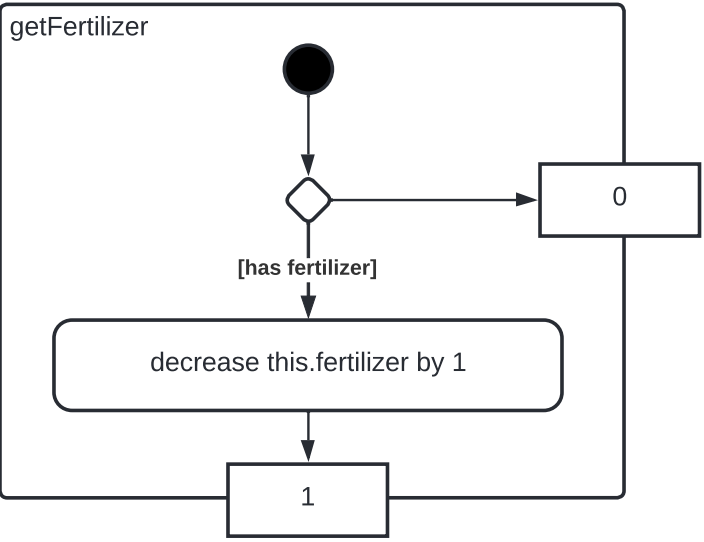 getFertilizer
0
[has fertilizer]
decrease this.fertilizer by 1
1